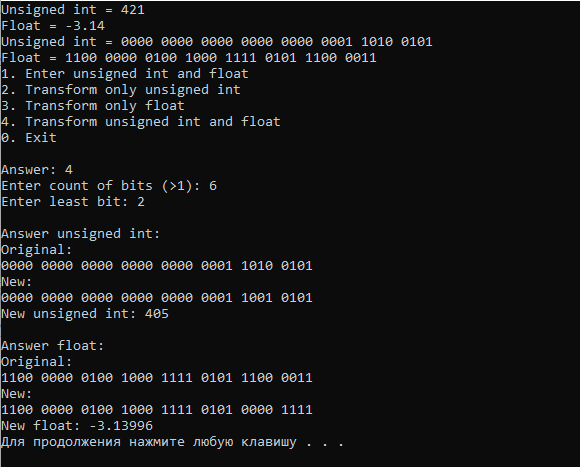 Unsigned int = 421
Float = -3.14
Unsigned int = 0000 0000 0000 0000 0000 0001 1010 0101
Float = 1100 0000 0100 1000 1111 0101 1100 0011
1. Enter unsigned int and float
2. Transform only unsigned int
3. Transform only float
4. Transform unsigned int and float
0. Exit
Answer: 4
Enter count of bits (>1): 6
Enter least bit: 2
Answer unsigned int:
Original:
0000 0000 0000 0000 0000 0001 1010 0101
New:
0000 0000 0000 0000 0000 0001 1001 0101
New unsigned int: 405
Answer float:
Original:
1100 0000 0100 1000 1111 0101 1100 0011
New:
1100 0000 0100 1000 1111 0101 0000 1111
New float: -3.13996
Для продолжения нажмите любую клавишу . . .